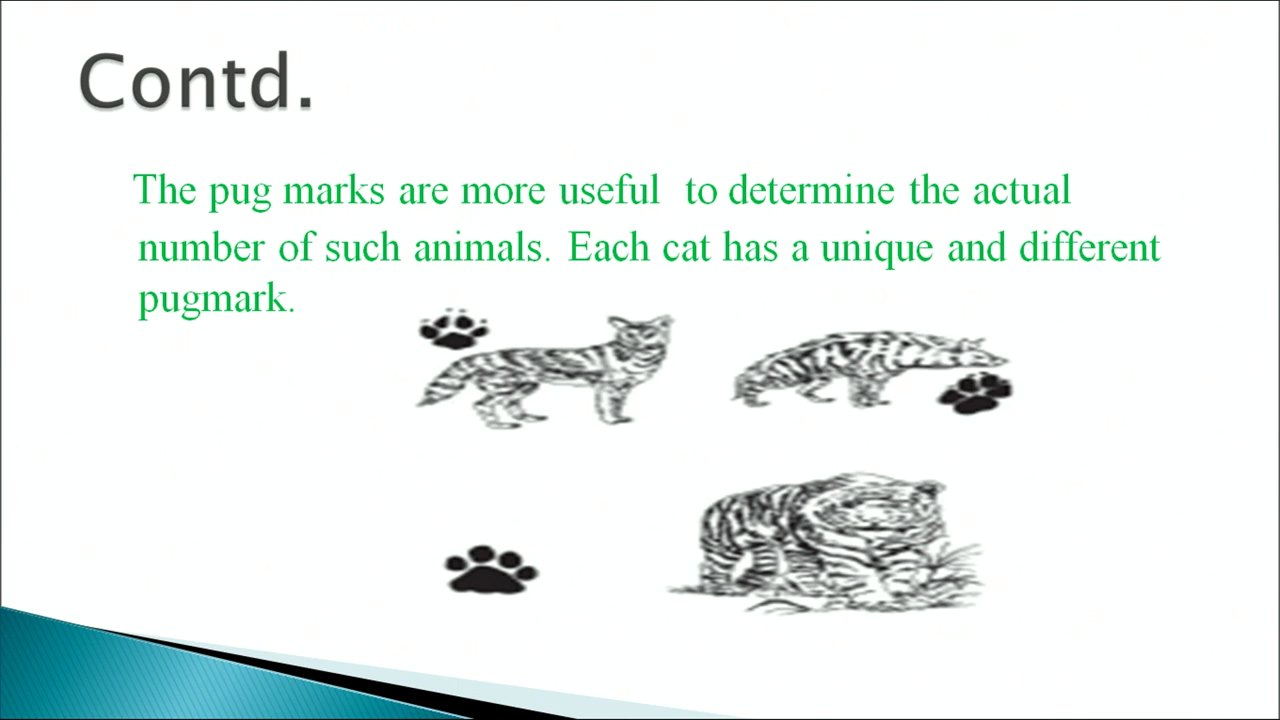 Contd.
The pug marks are more useful to determine the actual
number of such animals. Each cat has a unique and different
pugmark.